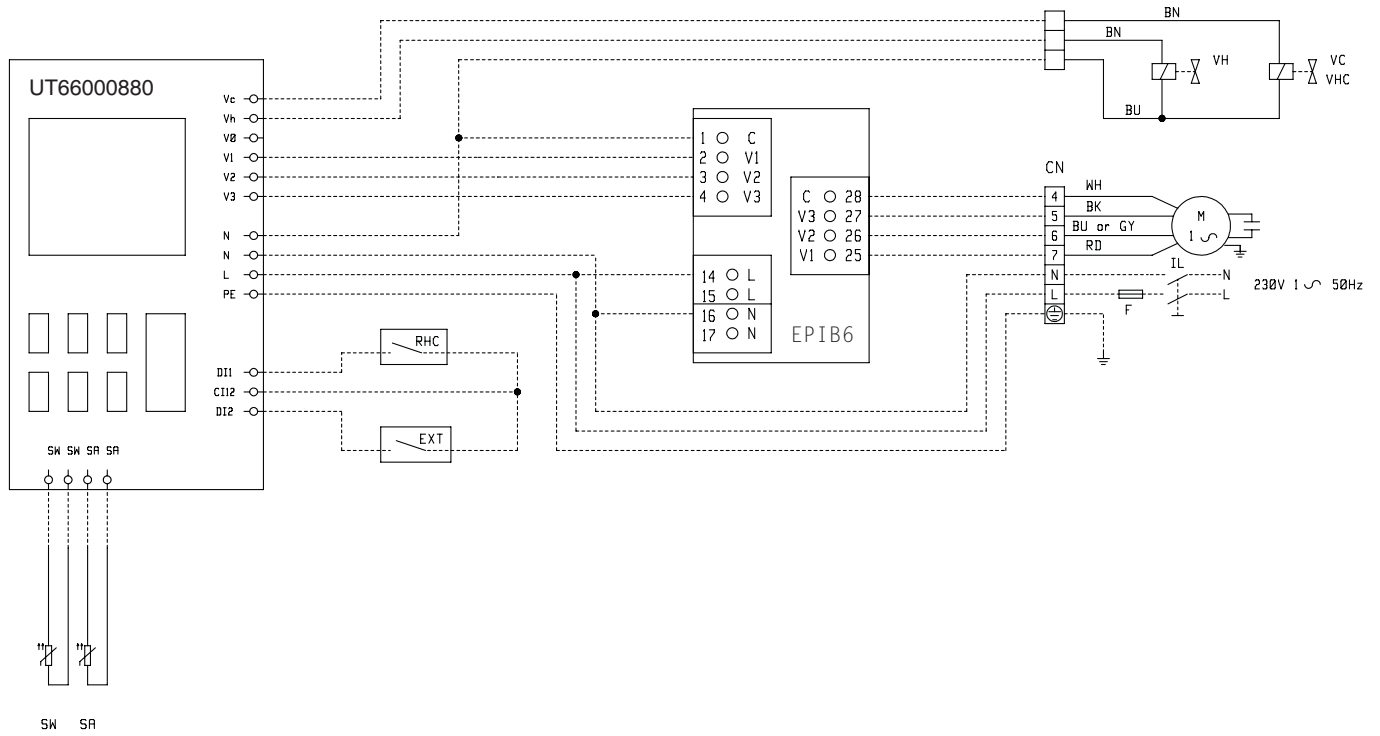 BN
BN
VH
VC
VHC
BU
UT66000880
Vc
Vh
V0
V1
V2
V3
N
N
L
PE
DI1
CI12
DI2
SW SW SA SA
1 C
2 V1
3 V2
4 V3
C 28
V3 27
V2 26
V1 25
14 L
15 L
16 N
17 N
EPIB6
RHC
EXT
CN
4 WH
5 BK
6 BU or GY
7 RD
N
L
M
1
IL
N
L
F
230V 1 50Hz
SW SA